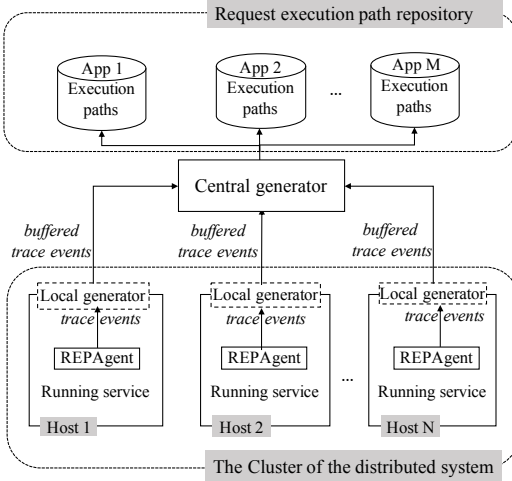 Request execution path repository
App 1
Execution
paths
App 2
Execution
paths
...
App M
Execution
paths
Central generator
buffered
trace events
buffered
trace events
buffered
trace events
Local generator
trace events
REPAgent
Running service
Host 1
Local generator
trace events
REPAgent
Running service
Host 2
...
Local generator
trace events
REPAgent
Running service
Host N
The Cluster of the distributed system